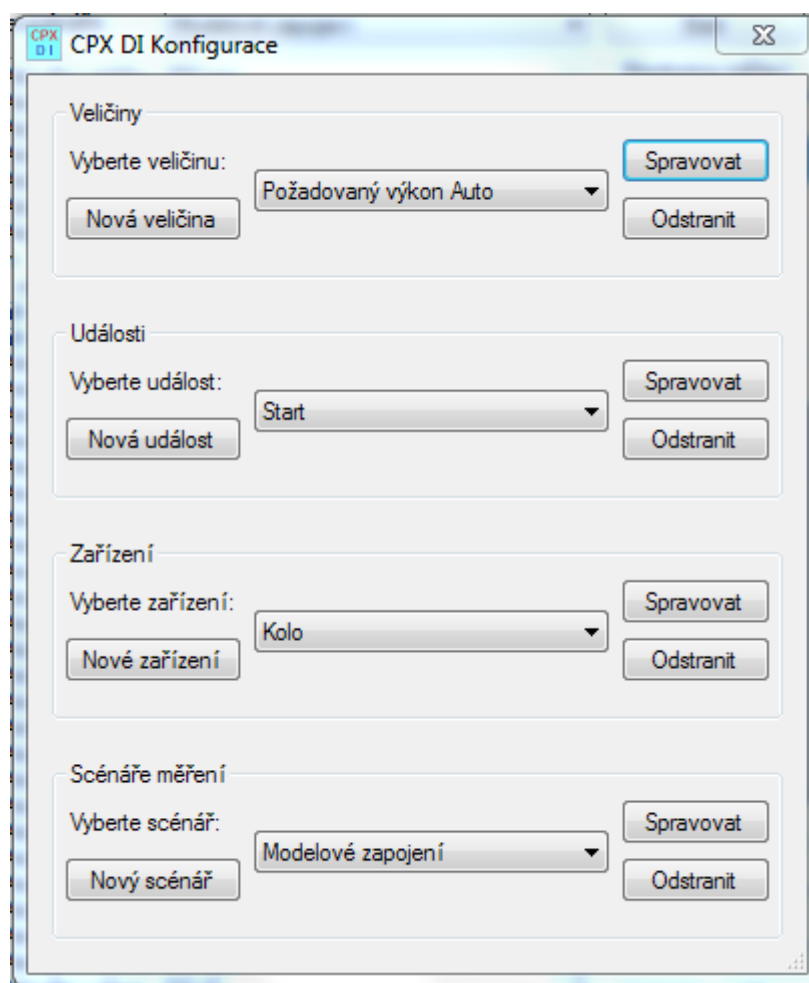 CPX
DI
CPX DI Konfigurace
Veličiny
Vyberte veličinu:
Požadovaný výkon Auto
Spravovat
Nová veličina
Odstranit
Události
Vyberte událost:
Start
Spravovat
Nová událost
Odstranit
Zařízení
Vyberte zařízení:
Kolo
Spravovat
Nové zařízení
Odstranit
Scénáře měření
Vyberte scénář:
Modelové zapojení
Spravovat
Nový scénář
Odstranit